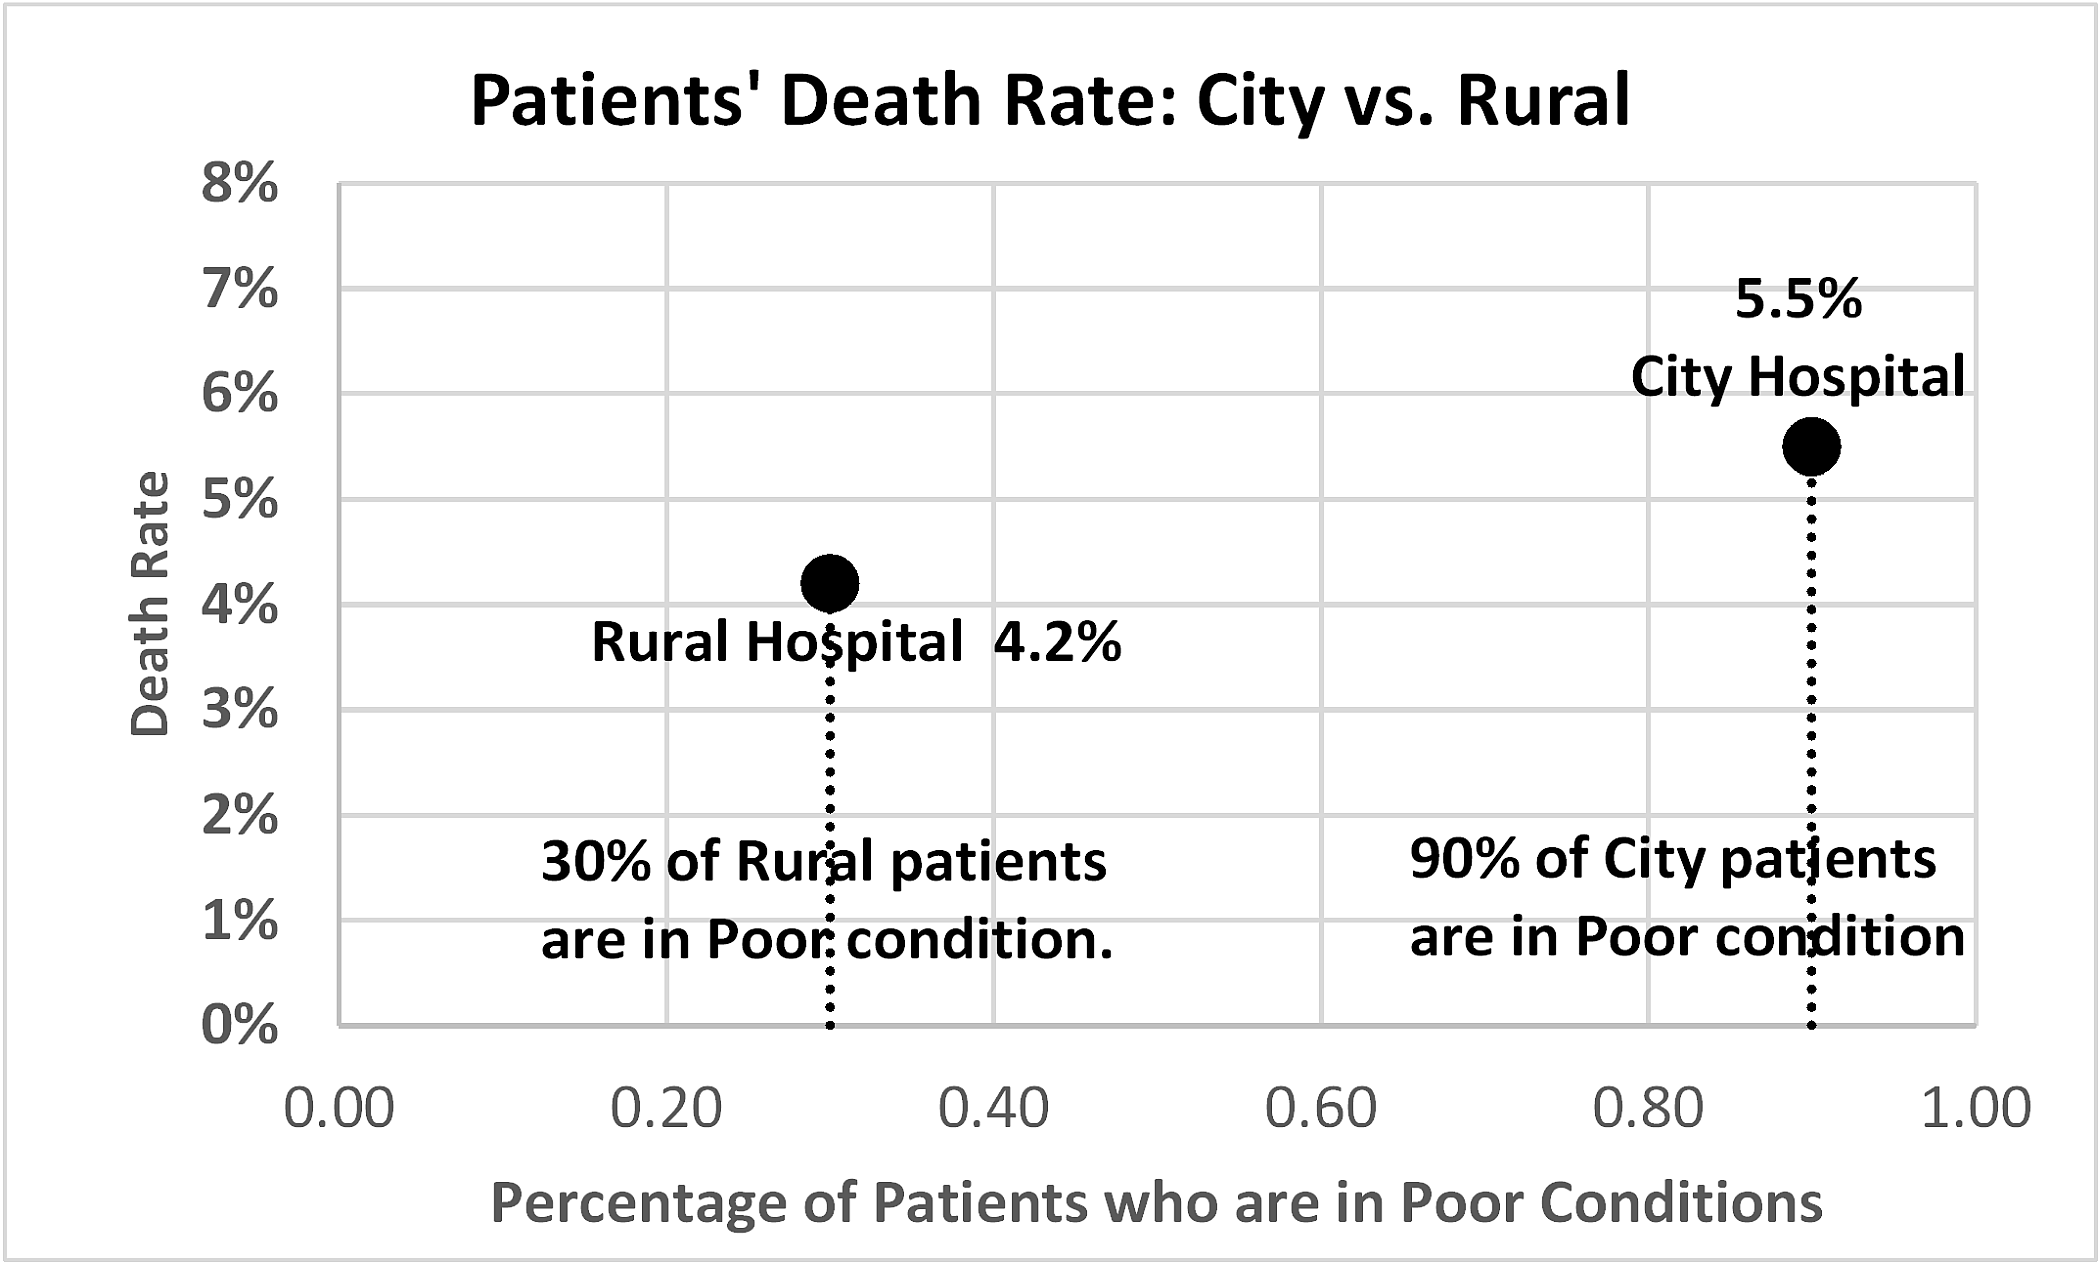 Patients' Death Rate: City vs. Rural
8%
7%
6%
5%
4%
3%
2%
1%
0%
Death Rate
5.5%
City Hospital
Rural Hospital 4.2%
30% of Rural patients
are in Poor condition.
90% of City patients
are in Poor condition
0.00 0.20 0.40 0.60 0.80 1.00
Percentage of Patients who are in Poor Conditions